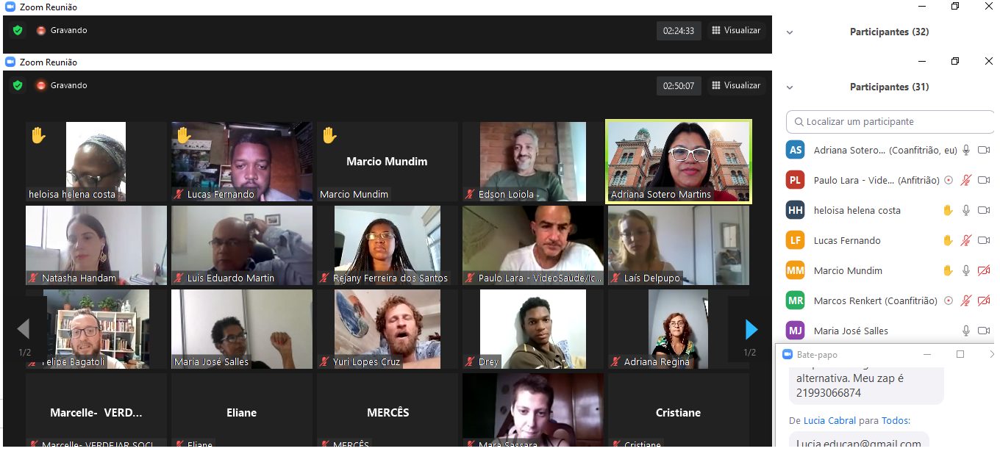 Zoom Reunião
Gravando
02:24:33
Visualizar
Participantes (32)
Zoom Reunião
Gravando
02:50:07
Visualizar
Participantes (31)
Localizar um participante
heloisa helena costa
Lucas Fernando
Marcio Mundim
Marcio Mundim
Edson Loiola
Adriana Sotero Martins
Natasha Handam
Luis Eduardo Martin
Rejany Ferreira dos Santos
Paulo Lara - VideoSaúde/Ic...
Laís Delpupo
1/2
Felipe Bagatoli
Maria José Salles
Yuri Lopes Cruz
Drey
Adriana Regina
1/2
Marcelle- VERD...
Marcelle- VERDEJAR SOCI
Eliane
Eliane
MERCÊS
MERCÊS
Mara Sassara
Cristiane
Cristiane
AS Adriana Sotero... (Coanfitrião, eu)
PL Paulo Lara - Vide... (Anfitrião)
HH heloisa helena costa
LF Lucas Fernando
MM Marcio Mundim
MR Marcos Renkert (Coanfitrião)
MJ Maria José Salles
Bate-papo
alternativa. Meu zap é
21993066874
De Lucia Cabral para Todos:
Lucia.educap@gmail.com